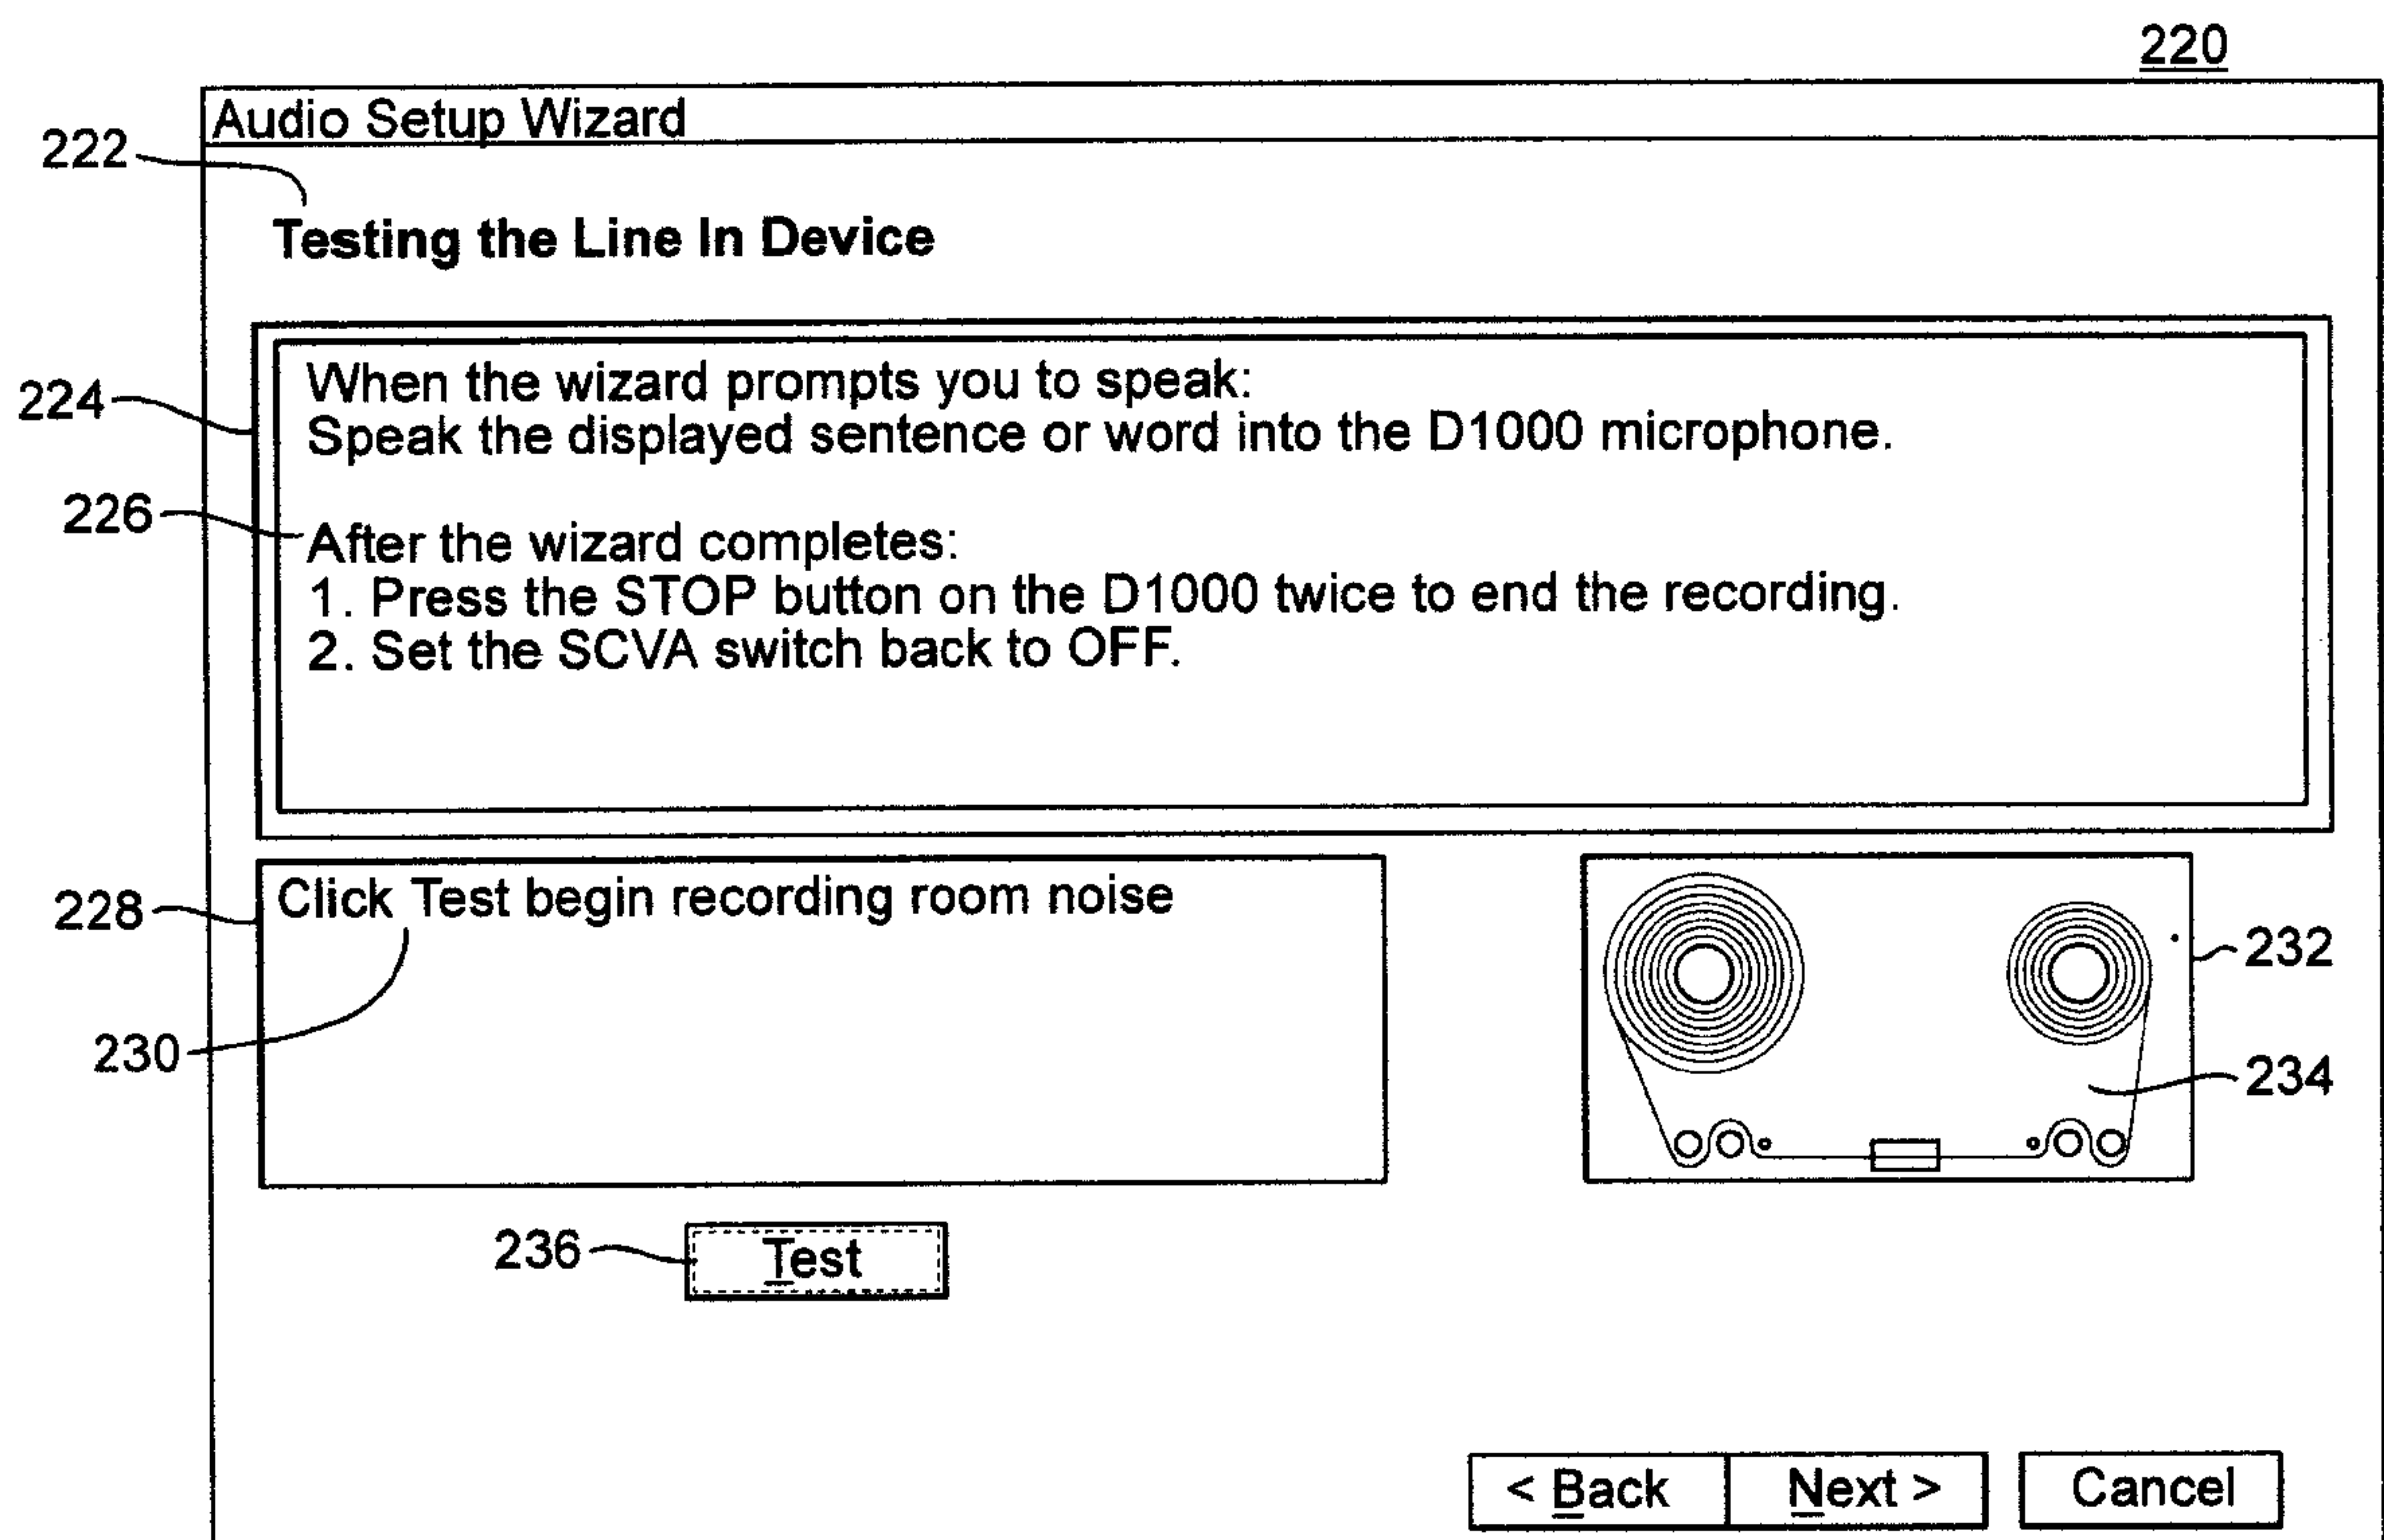 220
Audio Setup Wizard
222
Testing the Line In Device
224
When the wizard prompts you to speak:
Speak the displayed sentence or word into the D1000 microphone.
226
After the wizard completes:
1. Press the STOP button on the D1000 twice to end the recording.
2. Set the SCVA switch back to OFF.
228
Click Test begin recording room noise
230
232
234
236
Test
< Back
Next >
Cancel